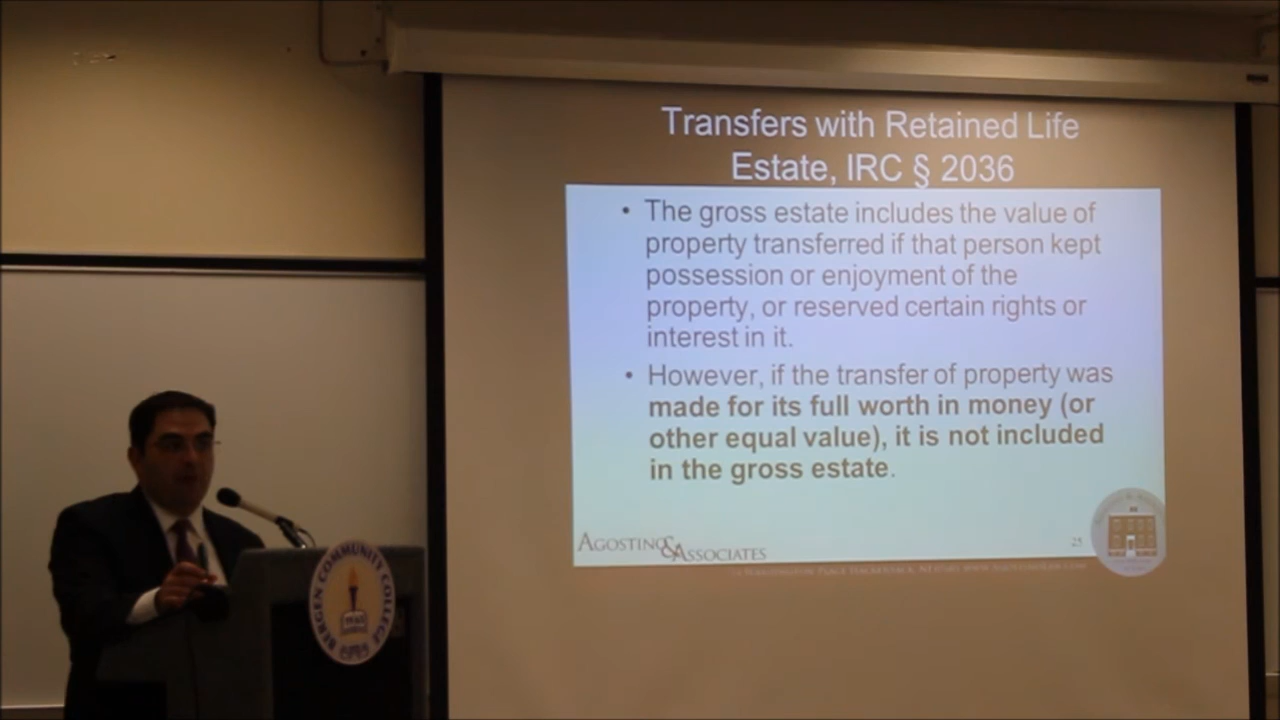 Transfers with Retained Life
Estate, IRC § 2036
• The gross estate includes the value of
property transferred if that person kept
possession or enjoyment of the
property, or reserved certain rights or
interest in it.
• However, if the transfer of property was
made for its full worth in money (or
other equal value), it is not included
in the gross estate.
AGOSTINO & ASSOCIATES
BERGEN COMMUNITY COLLEGE